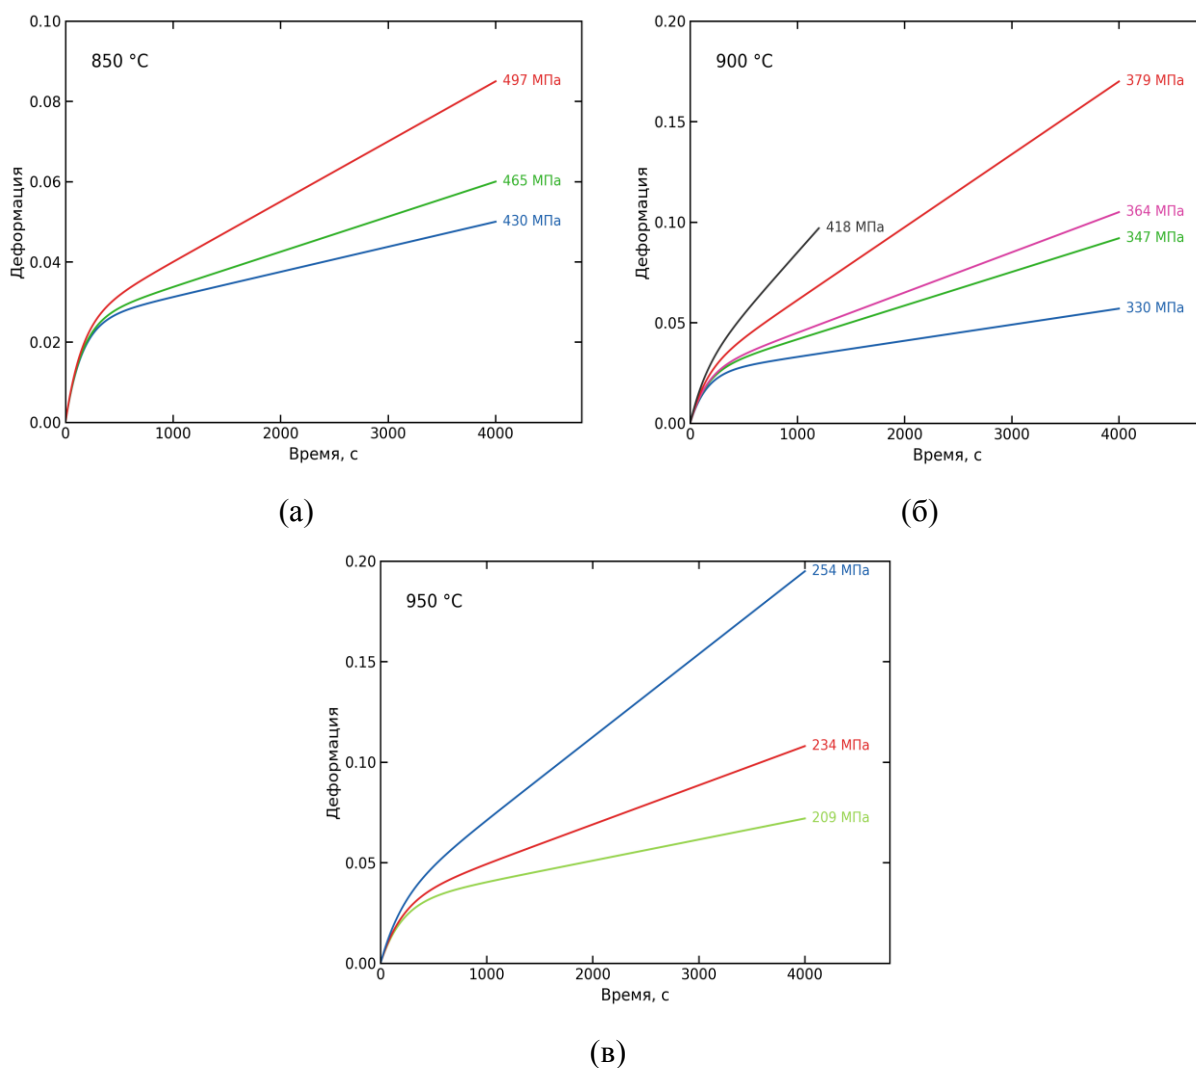 0.10
850 °C
0.08
0.06
0.04
0.02
0.00
Деформация
497 МПа
465 МПа
430 МПа
0
1000
2000
3000
4000
Время, с
(а)
0.20
900 °C
0.15
0.10
0.05
0.00
Деформация
379 МПа
418 МПа
364 МПа
347 МПа
330 МПа
0
1000
2000
3000
4000
Время, с
(б)
0.20
950 °C
0.15
0.10
0.05
0.00
Деформация
254 МПа
234 МПа
209 МПа
0
1000
2000
3000
4000
Время, с
(в)